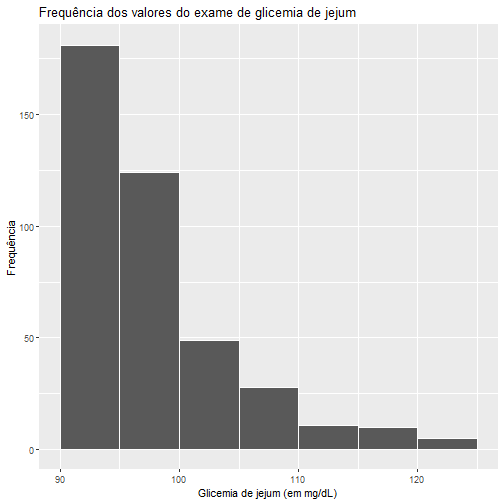 Frequência dos valores do exame de glicemia de jejum
Frequência
150
100
50
0
90
100
110
120
Glicemia de jejum (em mg/dL)